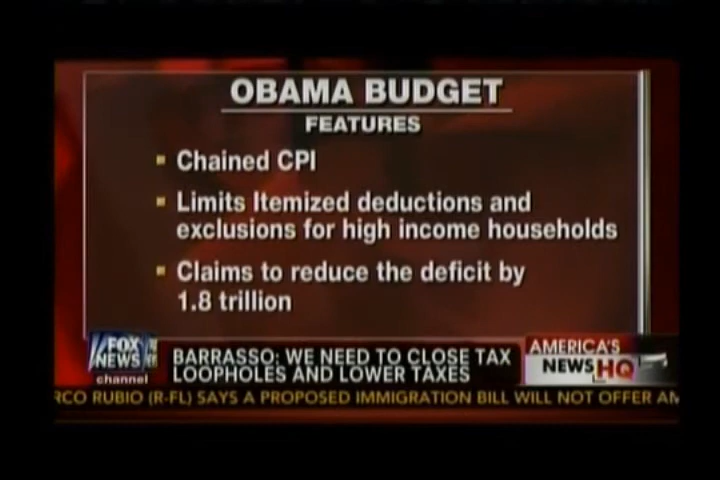 OBAMA BUDGET
FEATURES
Chained CPI
Limits Itemized deductions and
exclusions for high income households
Claims to reduce the deficit by
1.8 trillion
FOX
NEWS
channel
BARRASSO: WE NEED TO CLOSE TAX
LOOPHOLES AND LOWER TAXES
AMERICA'S
NEWS HQ
RCO RUBIO (R-FL) SAYS A PROPOSED IMMIGRATION BILL WILL NOT OFFER AM